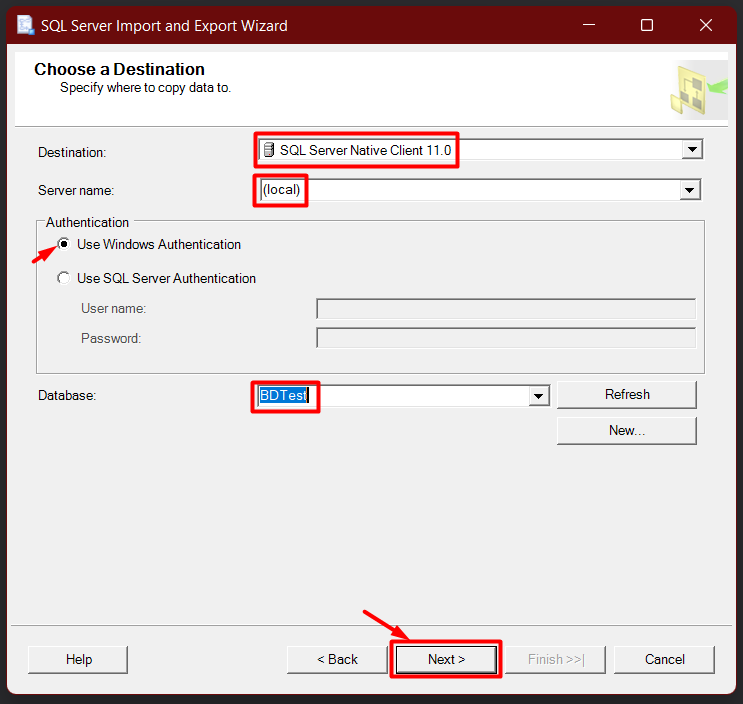 SQL Server Import and Export Wizard
Choose a Destination
Specify where to copy data to.
Destination: SQL Server Native Client 11.0
Server name: (local)
Authentication
Use Windows Authentication
Use SQL Server Authentication
User name:
Password:
Database: BDTest Refresh
New...
Help < Back Next > Finish >>| Cancel